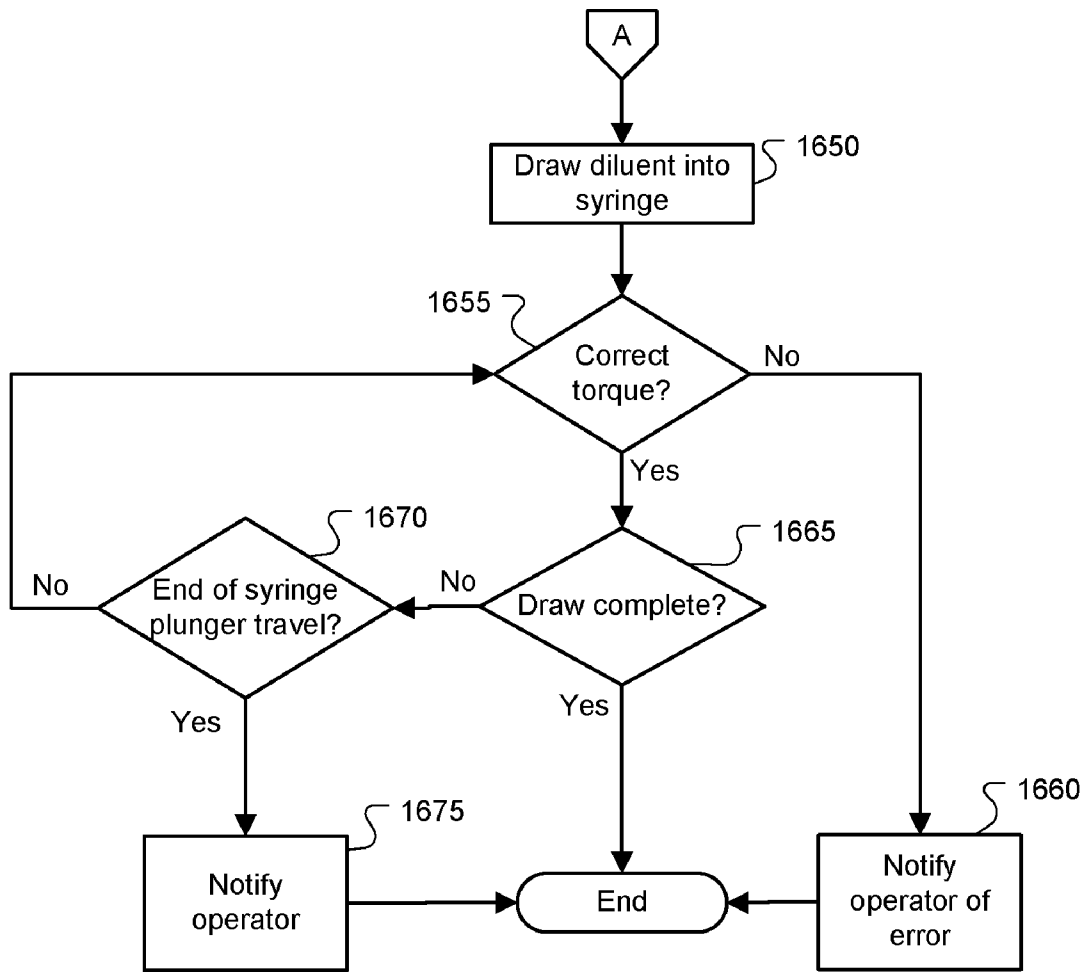 A
1650
Draw diluent into
syringe
1655
Correct
torque?
No
Yes
1670
1665
No
End of syringe
plunger travel?
No
Draw complete?
Yes
Yes
1675
1660
Notify
operator
End
Notify
operator of
error